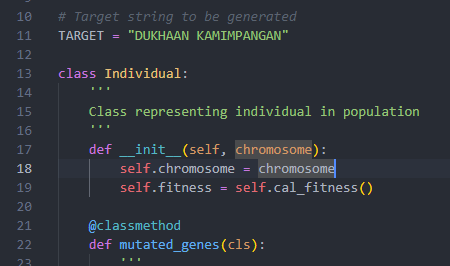 10 # Target string to be generated
11 TARGET = "DUKHAAN KAMIMPANGAN"
12
13 class Individual:
14 '''
15 Class representing individual in population
16 '''
17 def __init__(self, chromosome):
18 self.chromosome = chromosome
19 self.fitness = self.cal_fitness()
20
21 @classmethod
22 def mutated_genes(cls):
23 '''